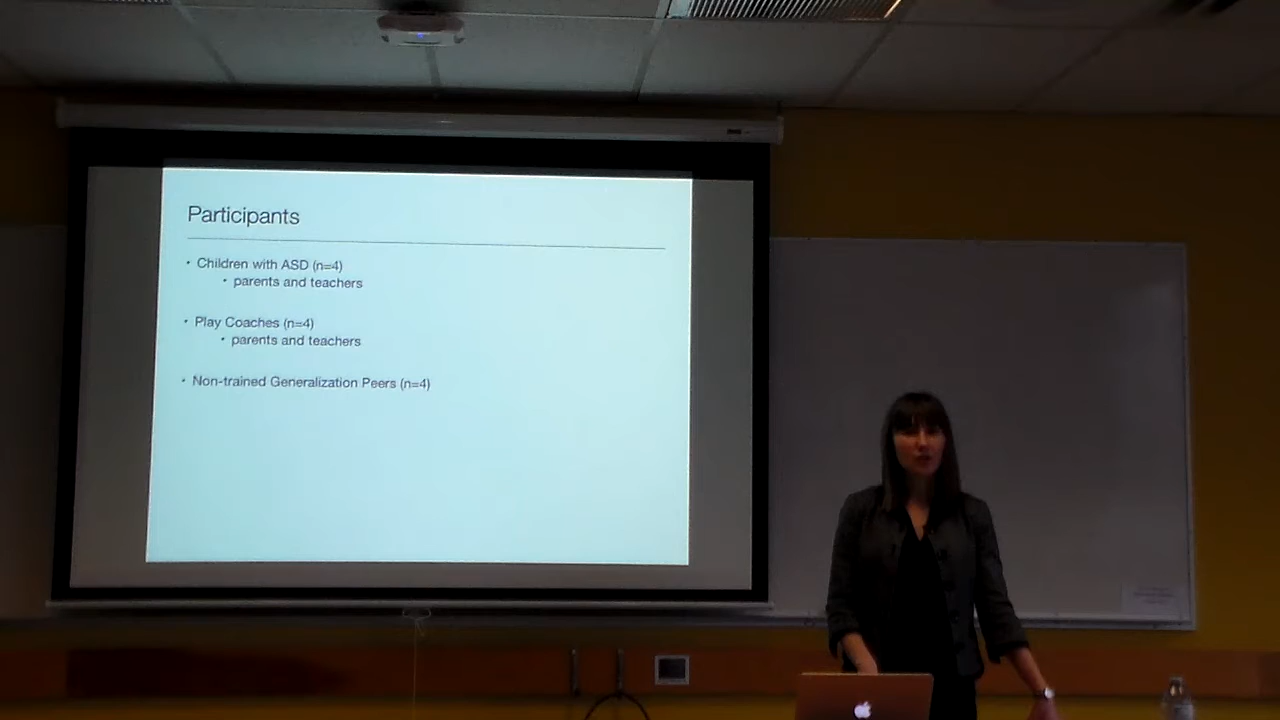 Participants
• Children with ASD (n=4)
• parents and teachers
• Play Coaches (n=4)
• parents and teachers
• Non-trained Generalization Peers (n=4)